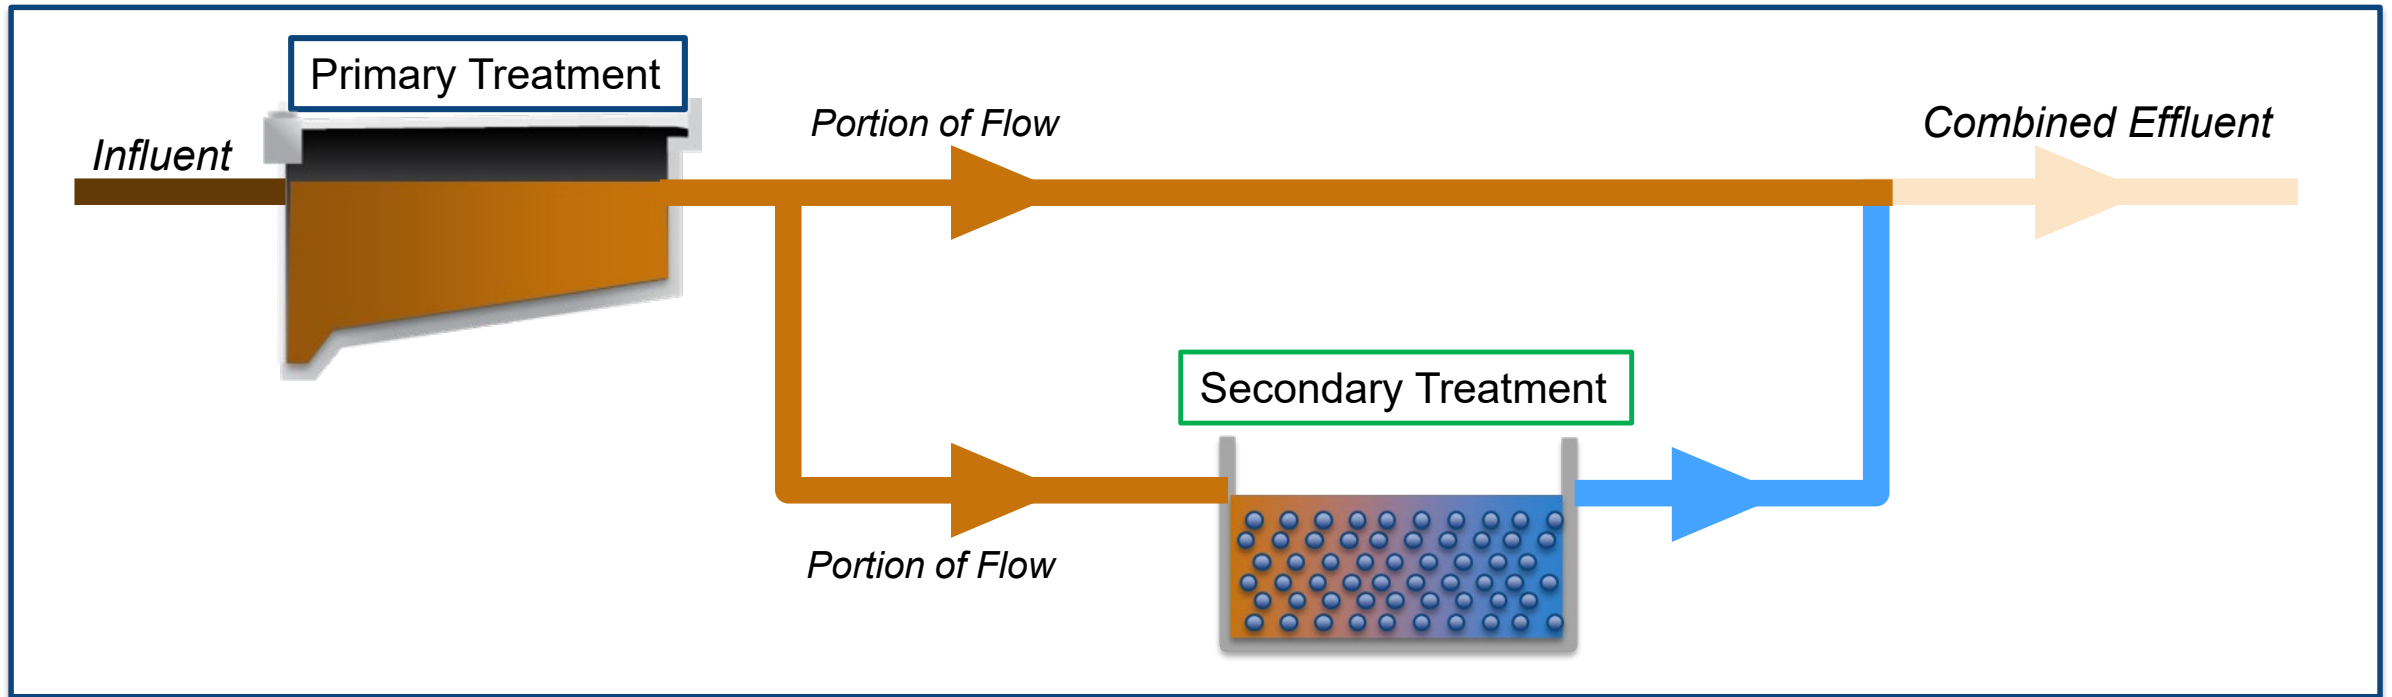 Primary Treatment
Influent
Portion of Flow
Combined Effluent
Secondary Treatment
Portion of Flow